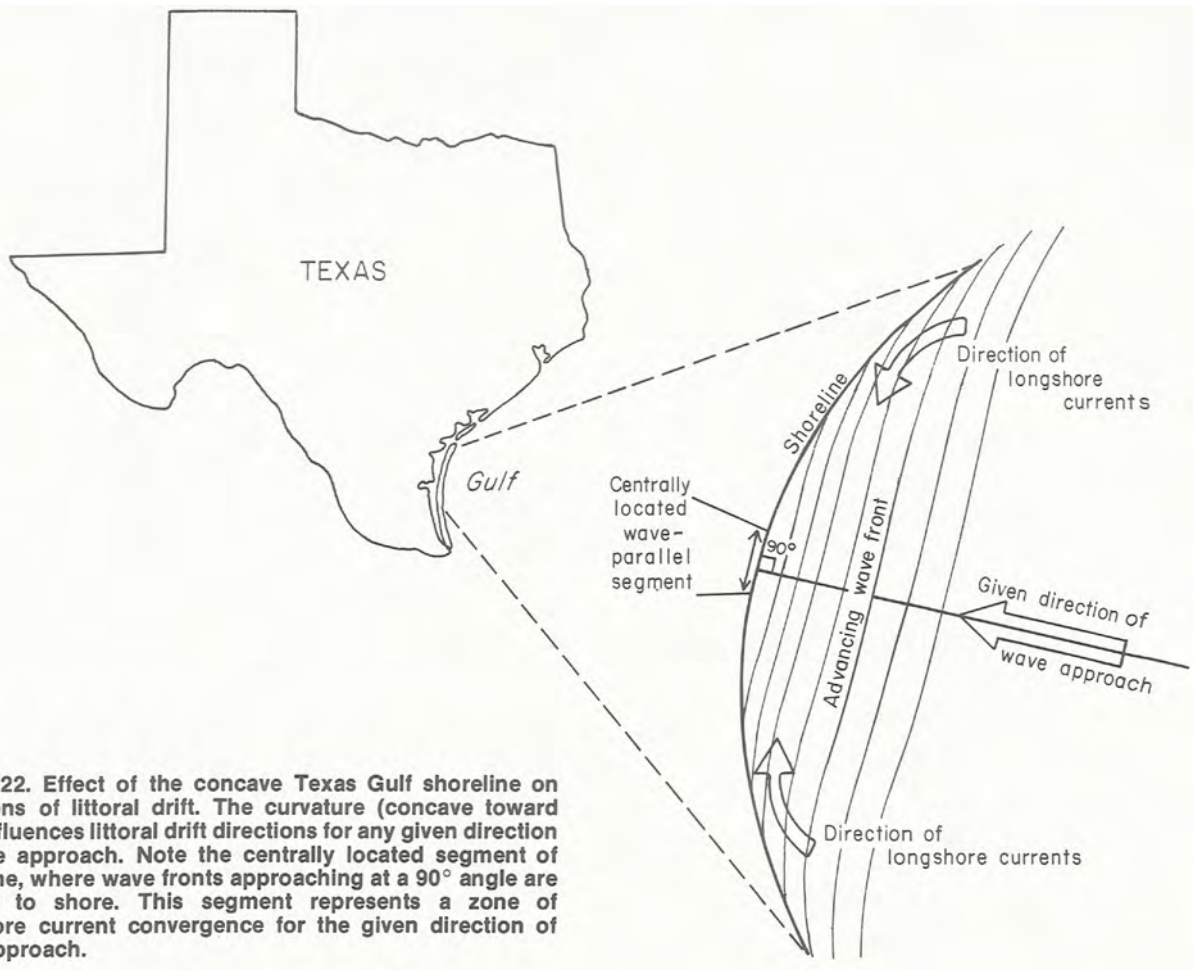 TEXAS
Gulf
Shoreline
Direction of
longshore
currents
Centrally
located
wave-
parallel
segment
90°
Advancing wave front
Given direction of
wave approach
Direction of
longshore currents
22. Effect of the concave Texas Gulf shoreline on
ns of littoral drift. The curvature (concave toward
fluences littoral drift directions for any given direction
e approach. Note the centrally located segment of
ne, where wave fronts approaching at a 90° angle are
to shore. This segment represents a zone of
ore current convergence for the given direction of
pproach.